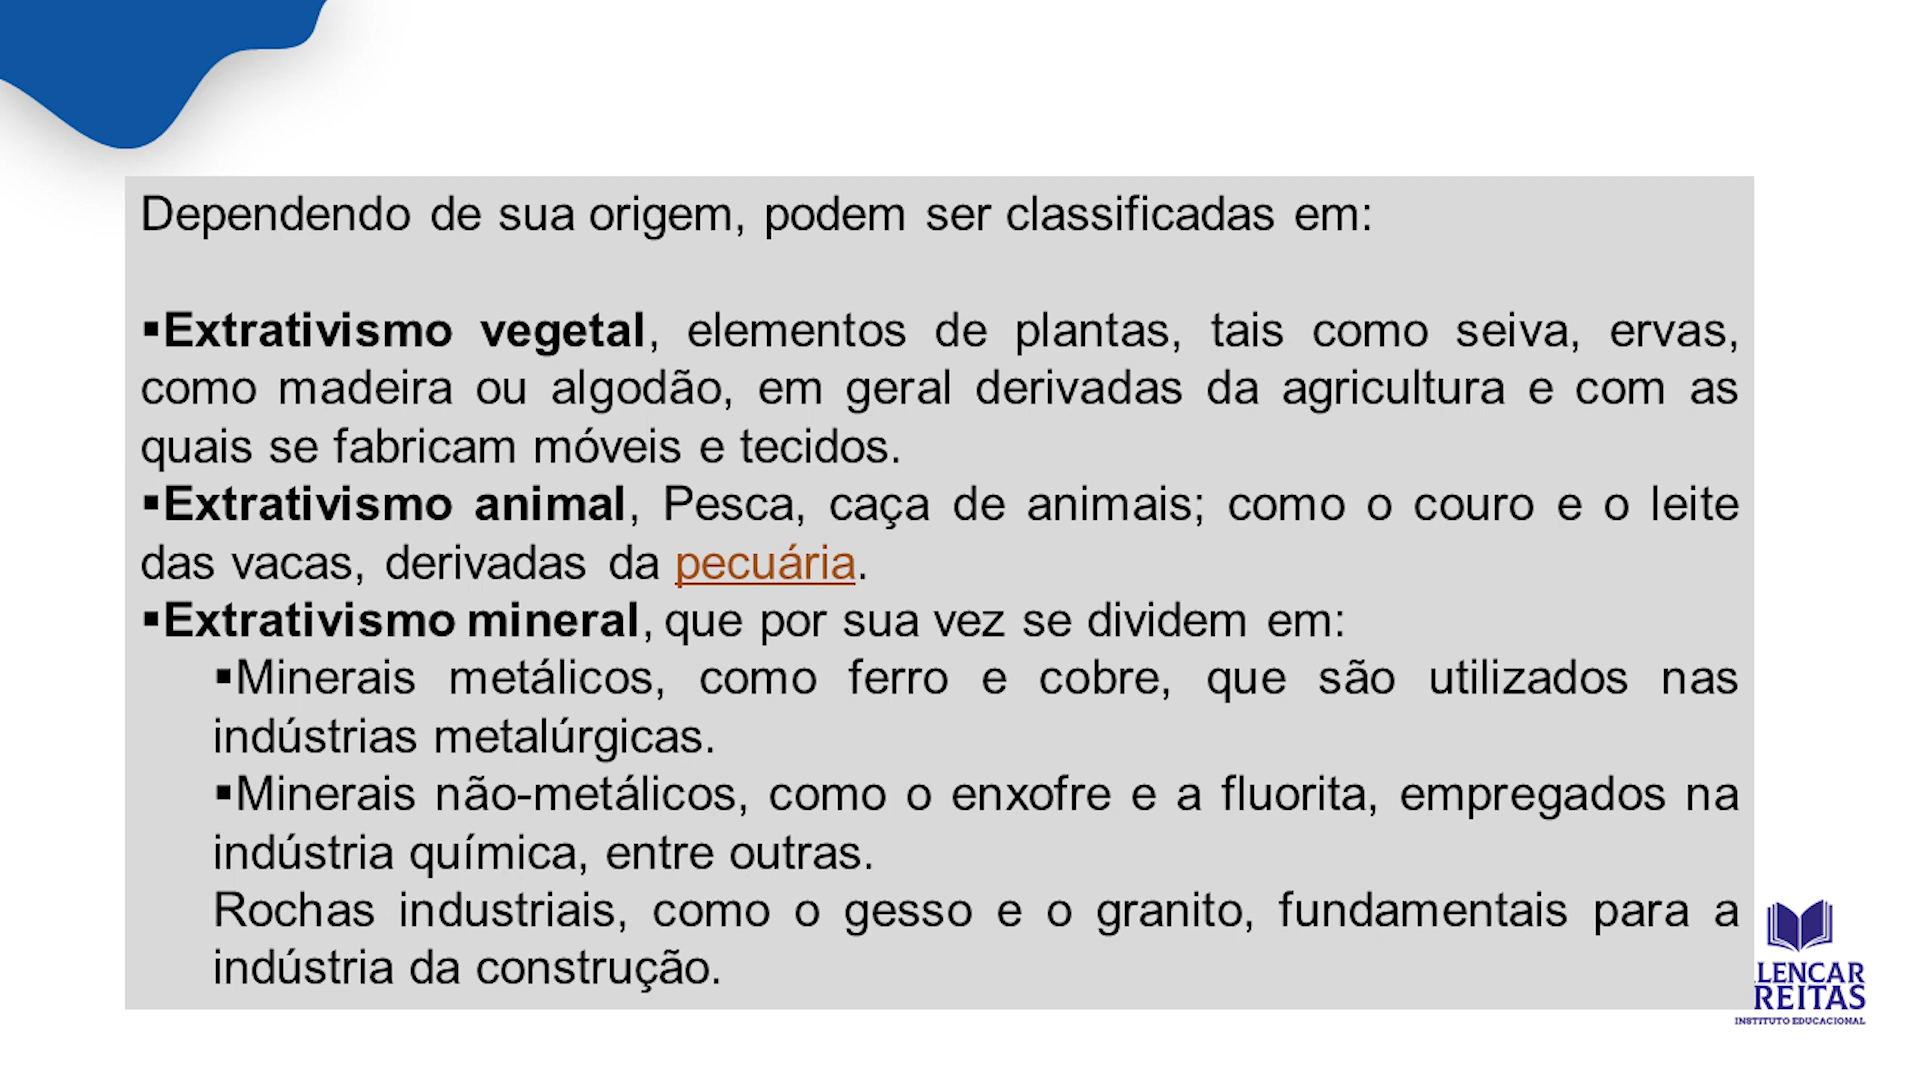 Dependendo de sua origem, podem ser classificadas em:
▪Extrativismo vegetal, elementos de plantas, tais como seiva, ervas,
como madeira ou algodão, em geral derivadas da agricultura e com as
quais se fabricam móveis e tecidos.
▪Extrativismo animal, Pesca, caça de animais; como o couro e o leite
das vacas, derivadas da pecuária.
▪Extrativismo mineral, que por sua vez se dividem em:
▪Minerais metálicos, como ferro e cobre, que são utilizados nas
indústrias metalúrgicas.
▪Minerais não-metálicos, como o enxofre e a fluorita, empregados na
indústria química, entre outras.
Rochas industriais, como o gesso e o granito, fundamentais para a
indústria da construção.
LENCAR
REITAS
INSTITUTO EDUCACIONAL